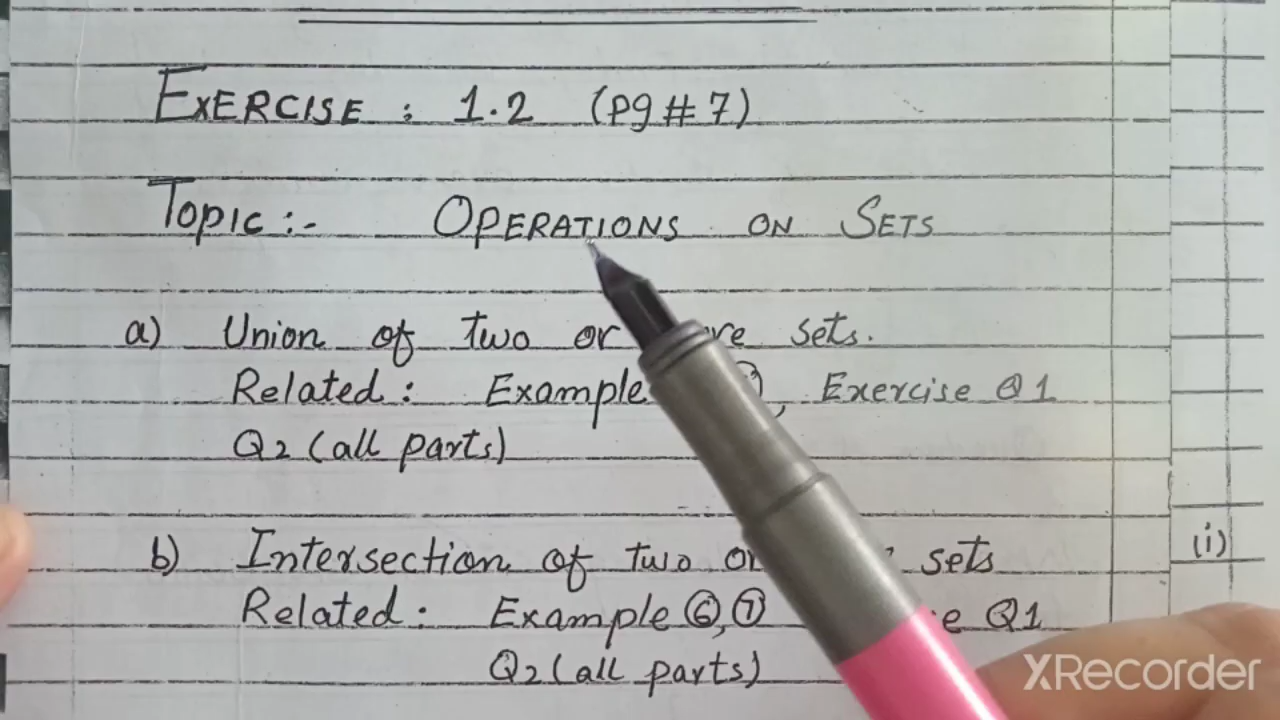 EXERCISE : 1.2 (Pg # 7)
TOPIC :- OPERATIONS ON SETS
a) Union of two or sets.
Related : Example , Exercise Q1
Q2 (all parts)
b) Intersection of two sets
(i)
Related : Example ⑥,⑦ Q1
Q2 (all parts)
XRecorder